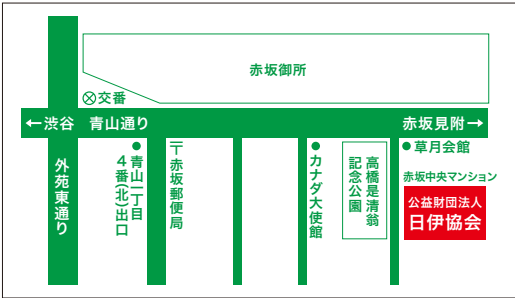 赤坂御所
交番
←渋谷 青山通り
赤坂見附→
外苑東通り
青山一丁目
4番(北)出口
〒赤坂郵便局
カナダ大使館
高橋是清翁
記念公園
草月会館
赤坂中央マンション
公益財団法人
日伊協会